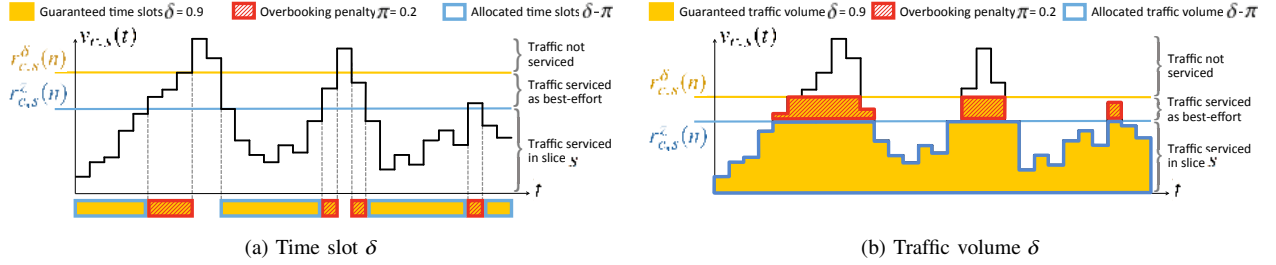 Guaranteed time slots δ = 0.9 Overbooking penalty π = 0.2 Allocated time slots δ-π
v_{c,s}(t)
Traffic not
serviced
r^δ_{c,s}(n)
Traffic serviced
as best-effort
r^z_{c,s}(n)
Traffic serviced
in slice s
t
(a) Time slot δ
Guaranteed traffic volume δ = 0.9 Overbooking penalty π = 0.2 Allocated traffic volume δ-π
v_{c,s}(t)
Traffic not
serviced
r^δ_{c,s}(n)
Traffic serviced
as best-effort
r^z_{c,s}(n)
Traffic serviced
in slice s
t
(b) Traffic volume δ